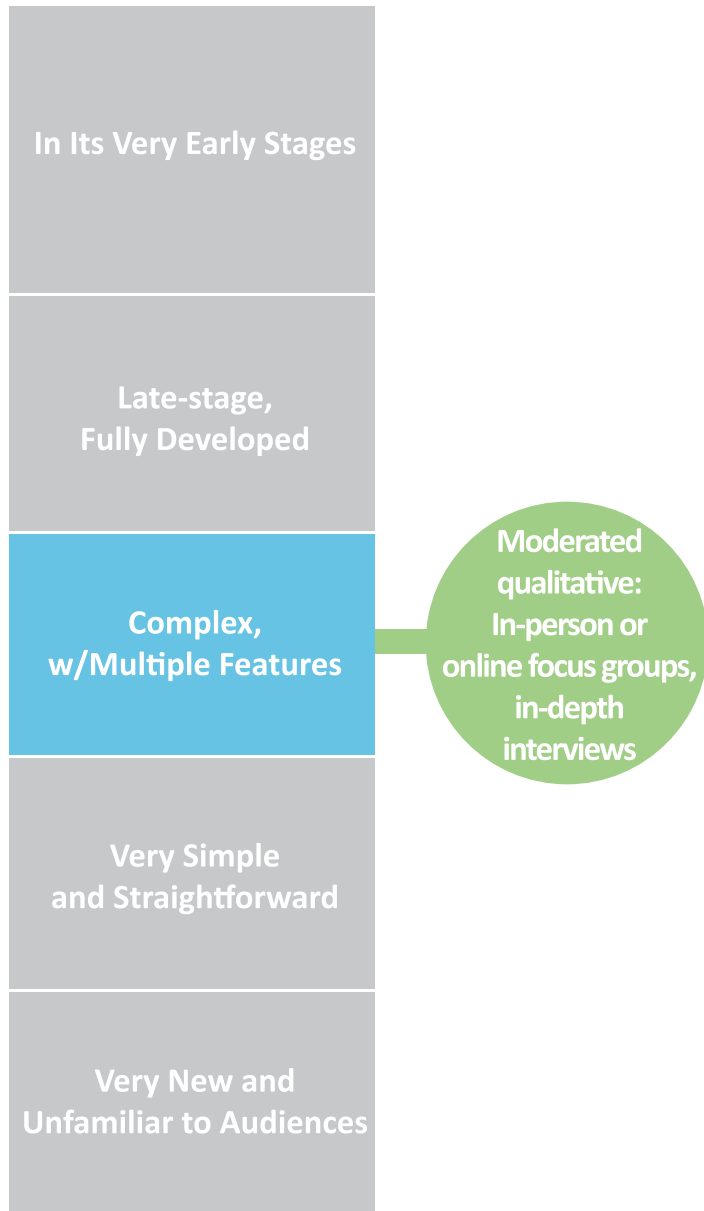 In Its Very Early Stages
Late-stage,
Fully Developed
Complex,
w/Multiple Features
Moderated
qualitative:
In-person or
online focus groups,
in-depth
interviews
Very Simple
and Straightforward
Very New and
Unfamiliar to Audiences